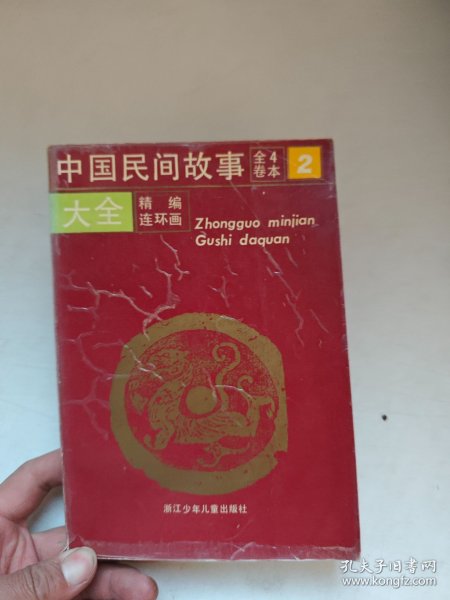 中国民间故事
全4
卷本
2
大全
精编
连环画
Zhongguo minjian
Gushi daquan
浙江少年儿童出版社
孔夫子旧书网
www.kongfz.com